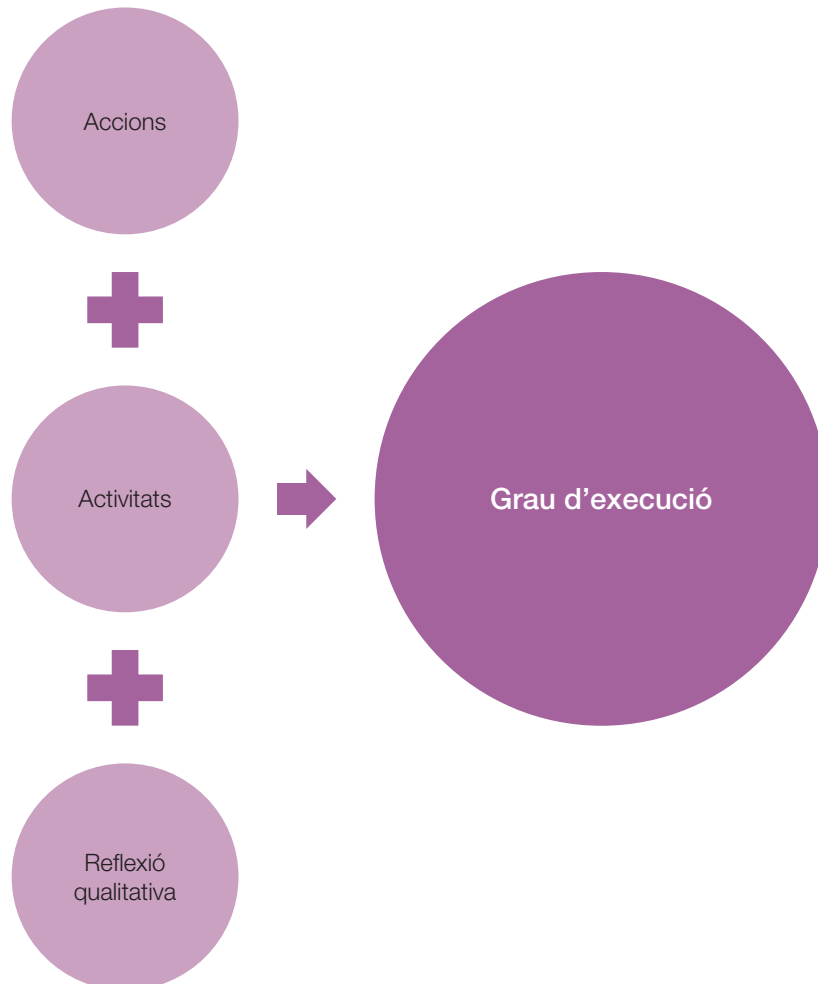 Accions
Activitats
Grau d’execució
Reflexió
qualitativa